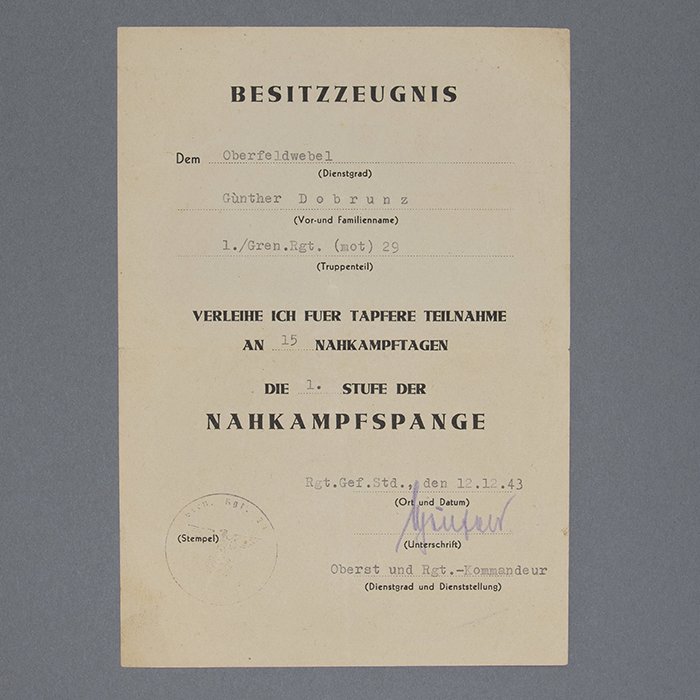 BESITZZEUGNIS
Dem Oberfeldwebel
(Dienstgrad)
Günther Dobrunz
(Vor-und Familienname)
1./Gren.Rgt. (mot) 29
(Truppenteil)
VERLEIHE ICH FUER TAPFERE TEILNAHME
AN 15 NAHKAMPFTAGEN
DIE 1. STUFE DER
NAHKAMPFSPANGE
Rgt.Gef.Std., den 12.12.43
(Ort und Datum)
(Stempel)
(Unterschrift)
Oberst und Rgt.-Kommandeur
(Dienstgrad und Dienststellung)